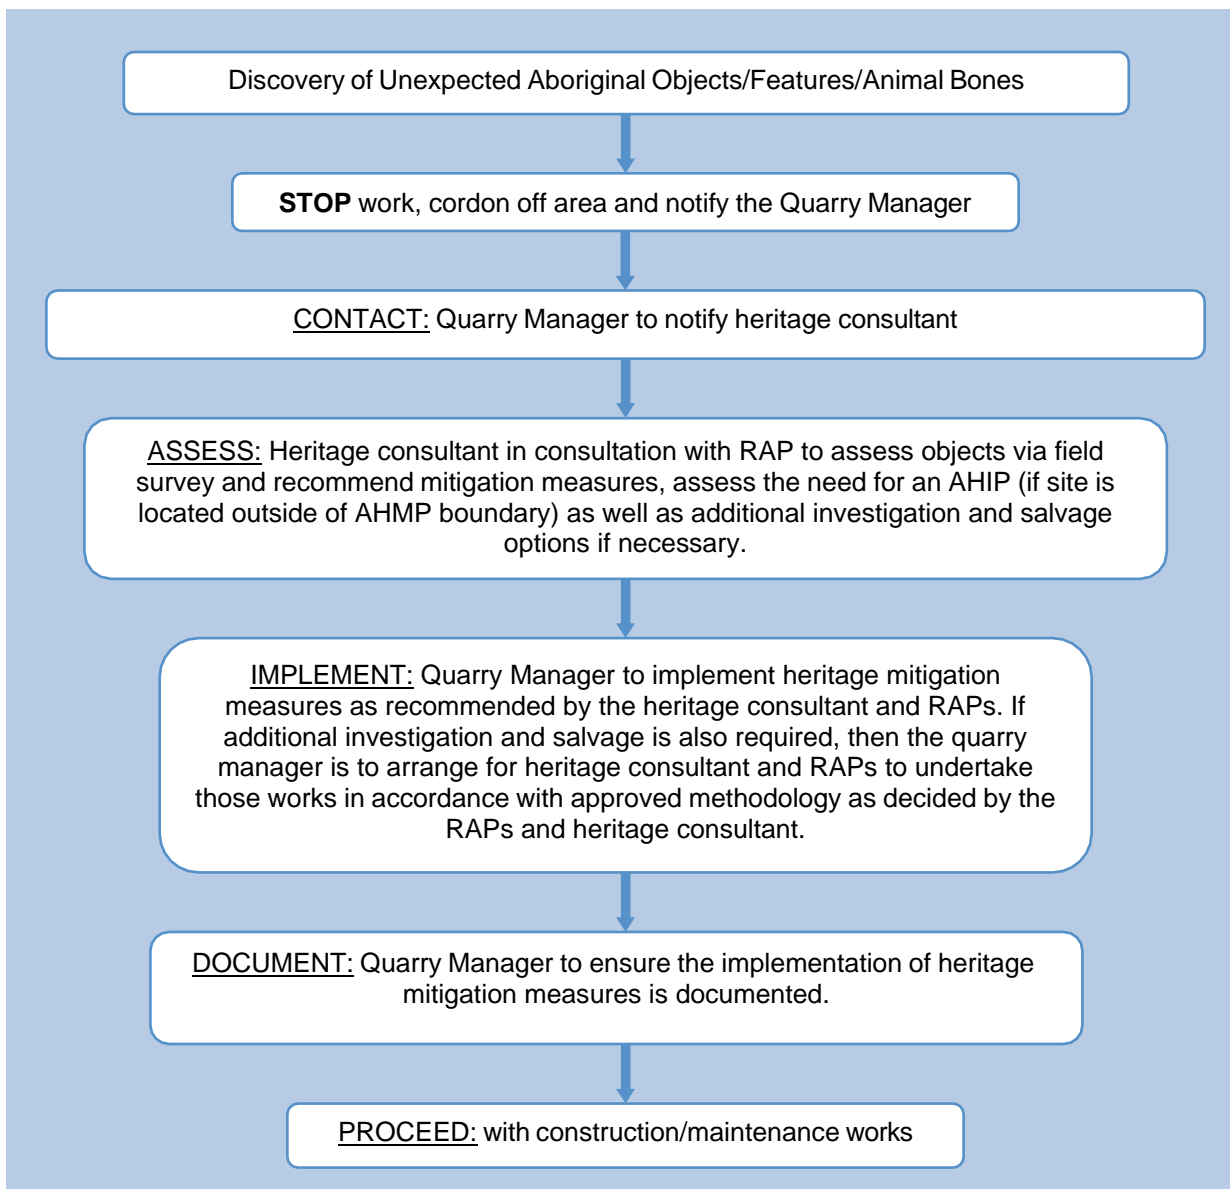 Discovery of Unexpected Aboriginal Objects/Features/Animal Bones
STOP work, cordon off area and notify the Quarry Manager
CONTACT: Quarry Manager to notify heritage consultant
ASSESS: Heritage consultant in consultation with RAP to assess objects via field
survey and recommend mitigation measures, assess the need for an AHIP (if site is
located outside of AHMP boundary) as well as additional investigation and salvage
options if necessary.
IMPLEMENT: Quarry Manager to implement heritage mitigation
measures as recommended by the heritage consultant and RAPs. If
additional investigation and salvage is also required, then the quarry
manager is to arrange for heritage consultant and RAPs to undertake
those works in accordance with approved methodology as decided by the
RAPs and heritage consultant.
DOCUMENT: Quarry Manager to ensure the implementation of heritage
mitigation measures is documented.
PROCEED: with construction/maintenance works